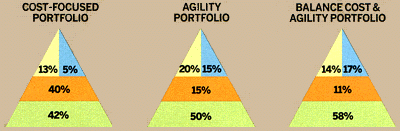 COST-FOCUSED
PORTFOLIO
13% 5%
40%
42%
AGILITY
PORTFOLIO
20% 15%
15%
50%
BALANCE COST &
AGILITY PORTFOLIO
14% 17%
11%
58%